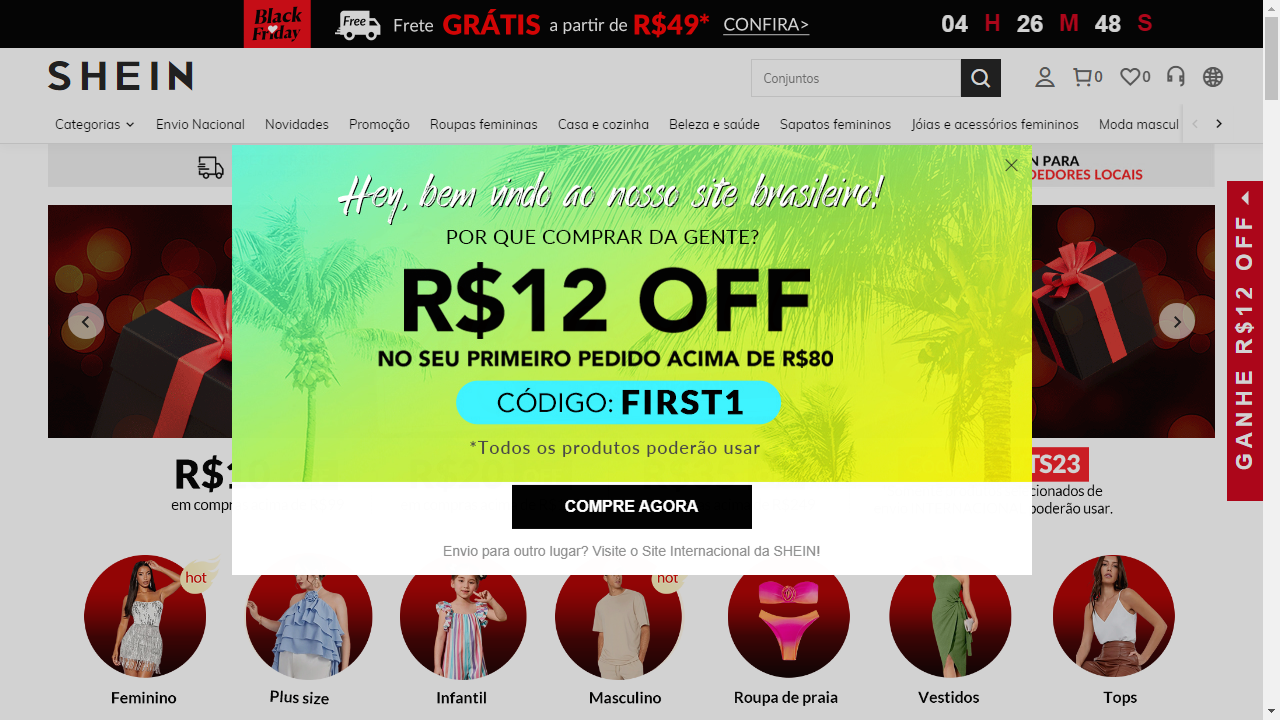 Black Friday
Free
Frete GRÁTIS a partir de R$49* CONFIRA>
04 H 26 M 48 S
SHEIN
Conjuntos
0
0
Categorias
Envio Nacional
Novidades
Promoção
Roupas femininas
Casa e cozinha
Beleza e saúde
Sapatos femininos
Jóias e acessórios femininos
Moda mascul
N PARA
DEDORES LOCAIS
Hey, bem vindo ao nosso site brasileiro!
POR QUE COMPRAR DA GENTE?
R$12 OFF
NO SEU PRIMEIRO PEDIDO ACIMA DE R$80
CÓDIGO: FIRST1
*Todos os produtos poderão usar
COMPRE AGORA
Envio para outro lugar? Visite o Site Internacional da SHEIN!
GANHE R$12 OFF
R$1
em compr
TS23
cionados de
poderão usar.
hot
hot
Feminino
Plus size
Infantil
Masculino
Roupa de praia
Vestidos
Tops